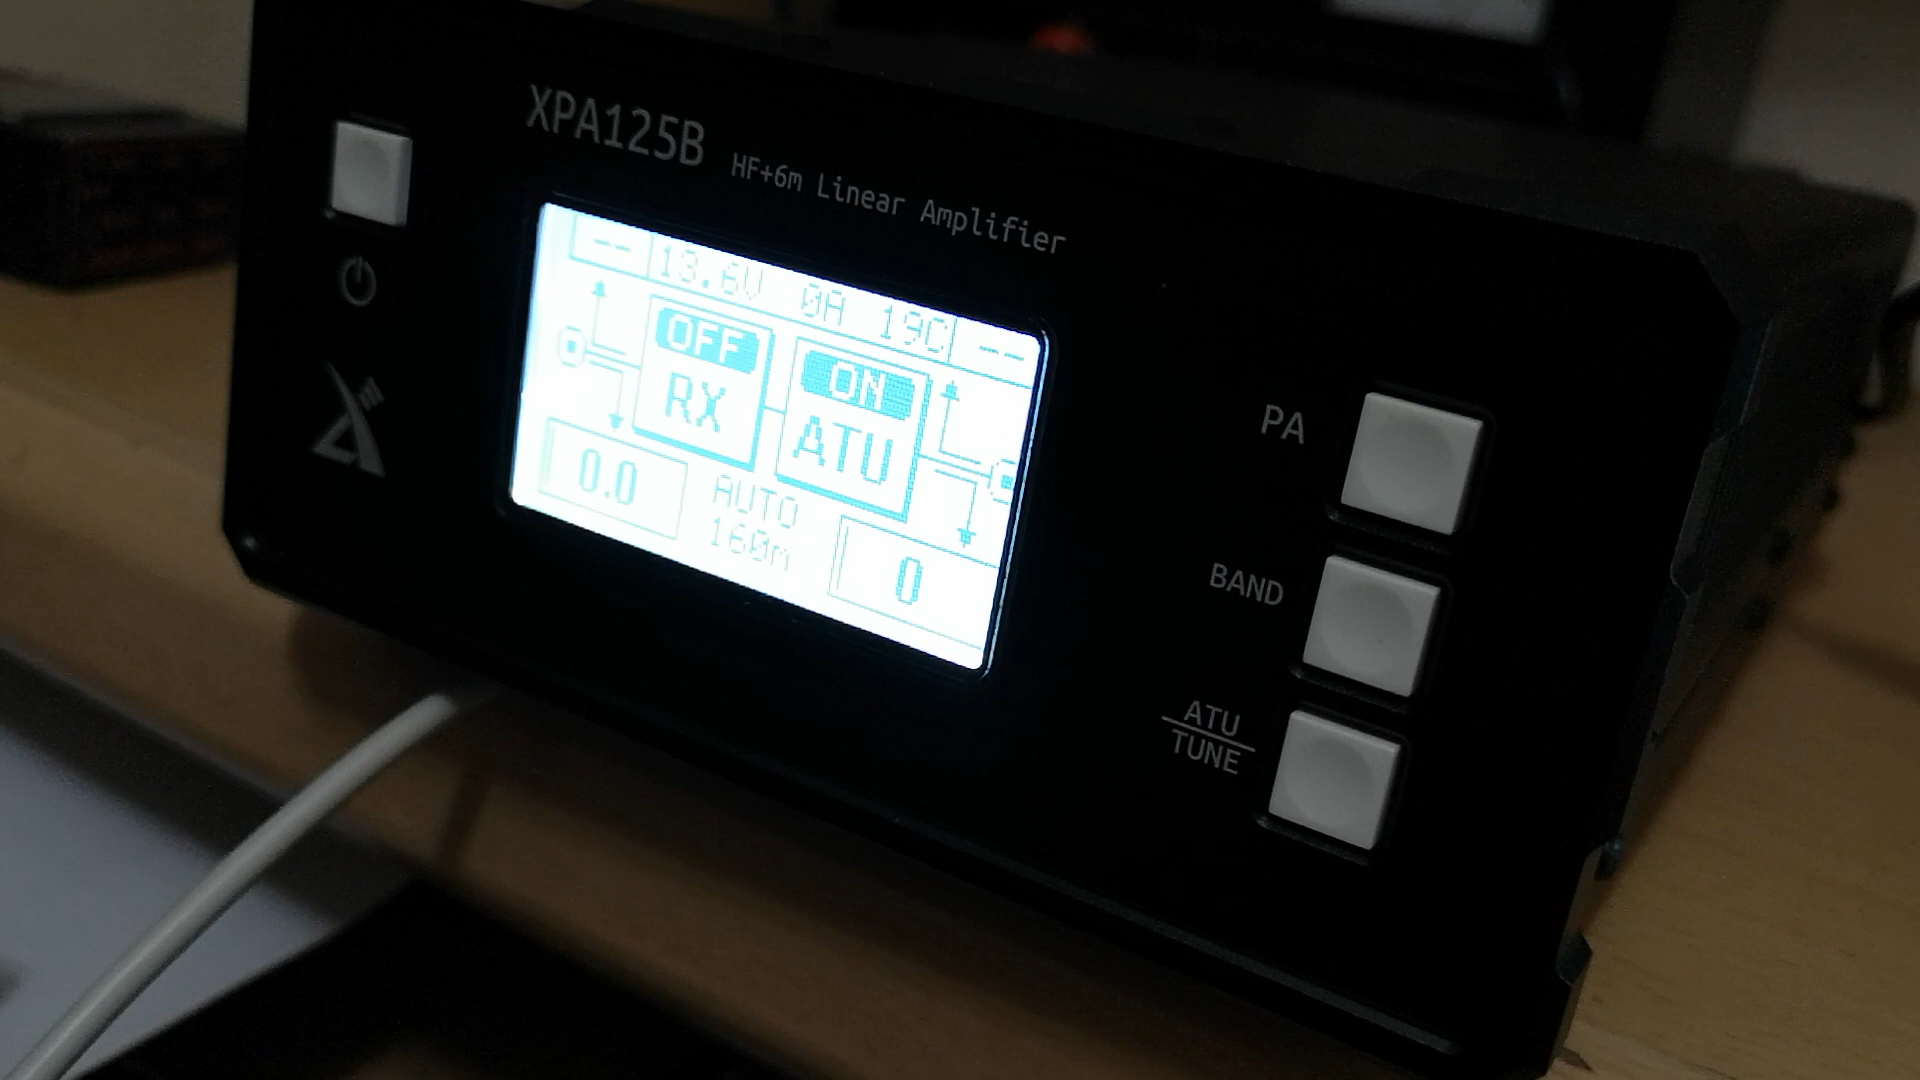 XPA125B HF+6m Linear Amplifier
-- 13.6V 0A 19C --
OFF
RX
ON
ATU
0.0
AUTO
160m
0
PA
BAND
ATU
TUNE